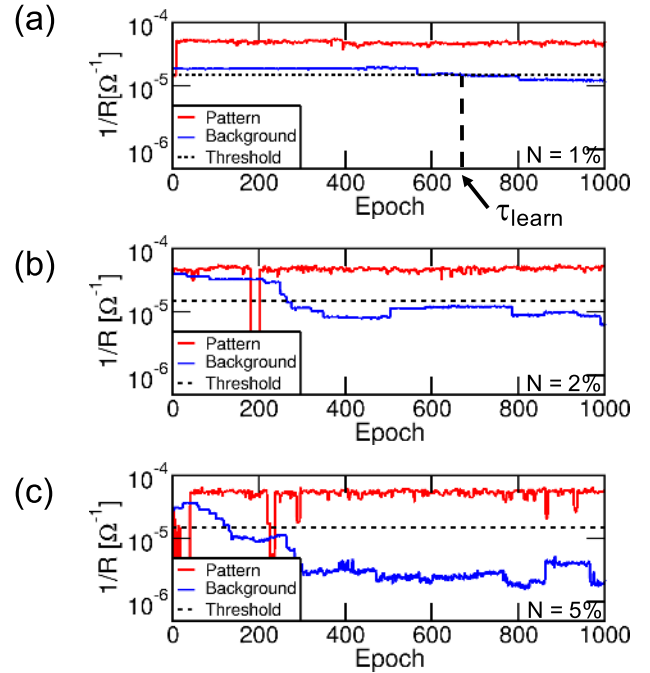 (a)
10⁻⁴
10⁻⁵
10⁻⁶
1/R[Ω⁻¹]
Pattern
Background
Threshold
N = 1%
0 200 400 600 800 1000
Epoch
τlearn
(b)
10⁻⁴
10⁻⁵
10⁻⁶
1/R [Ω⁻¹]
Pattern
Background
Threshold
N = 2%
0 200 400 600 800 1000
Epoch
(c)
10⁻⁴
10⁻⁵
10⁻⁶
1/R [Ω⁻¹]
Pattern
Background
Threshold
N = 5%
0 200 400 600 800 1000
Epoch